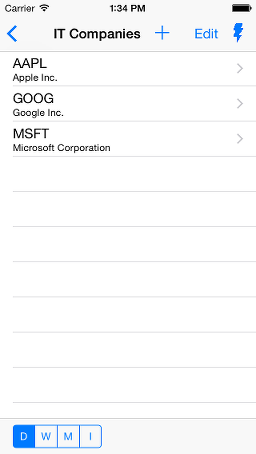 Carrier 1:34 PM
IT Companies + Edit
AAPL
Apple Inc.
GOOG
Google Inc.
MSFT
Microsoft Corporation
D W M I